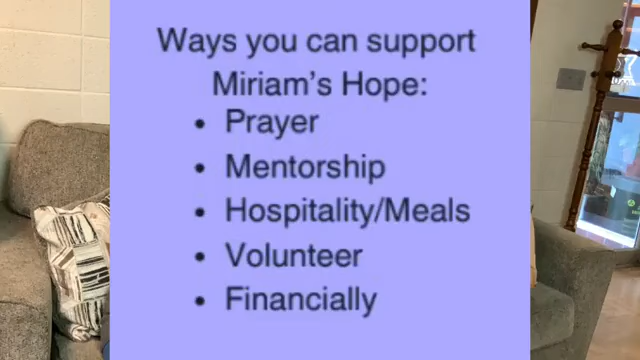 Ways you can support
Miriam's Hope:
• Prayer
• Mentorship
• Hospitality/Meals
• Volunteer
• Financially